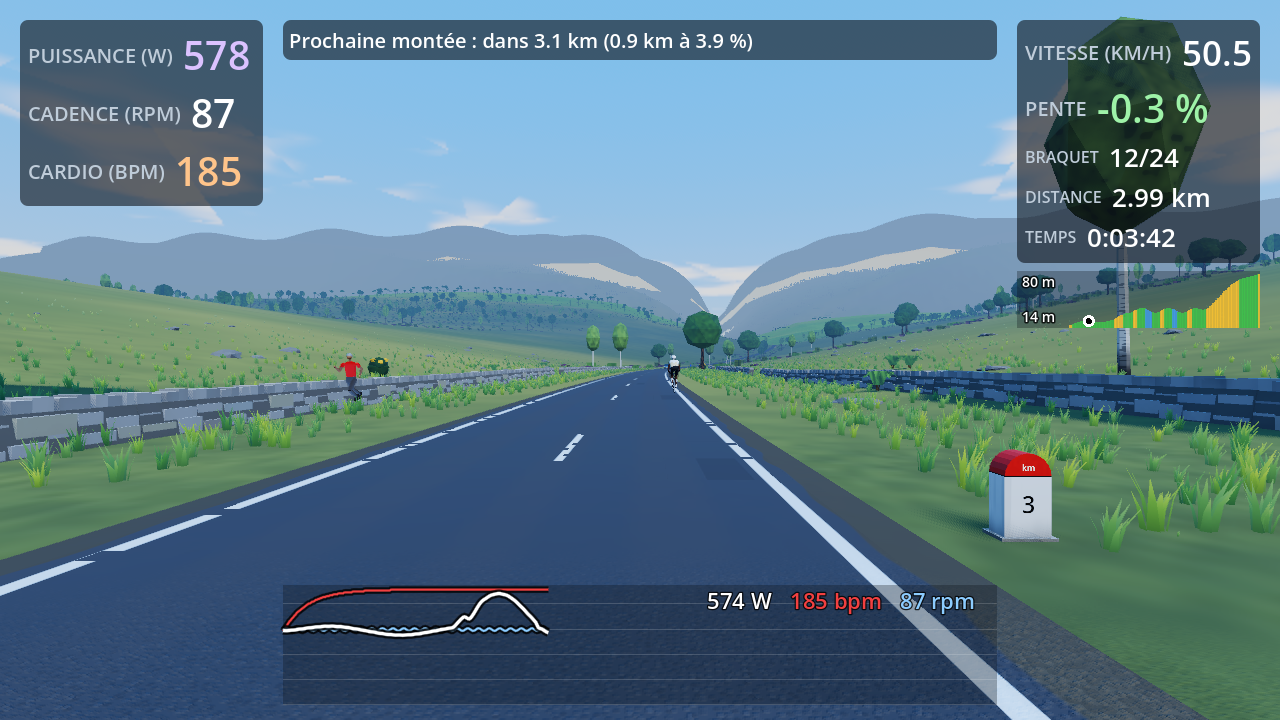 PUISSANCE (W) 578
CADENCE (RPM) 87
CARDIO (BPM) 185
Prochaine montée : dans 3.1 km (0.9 km à 3.9 %)
VITESSE (KM/H) 50.5
PENTE -0.3 %
BRAQUET 12/24
DISTANCE 2.99 km
TEMPS 0:03:42
80 m
14 m
km
3
574 W 185 bpm 87 rpm